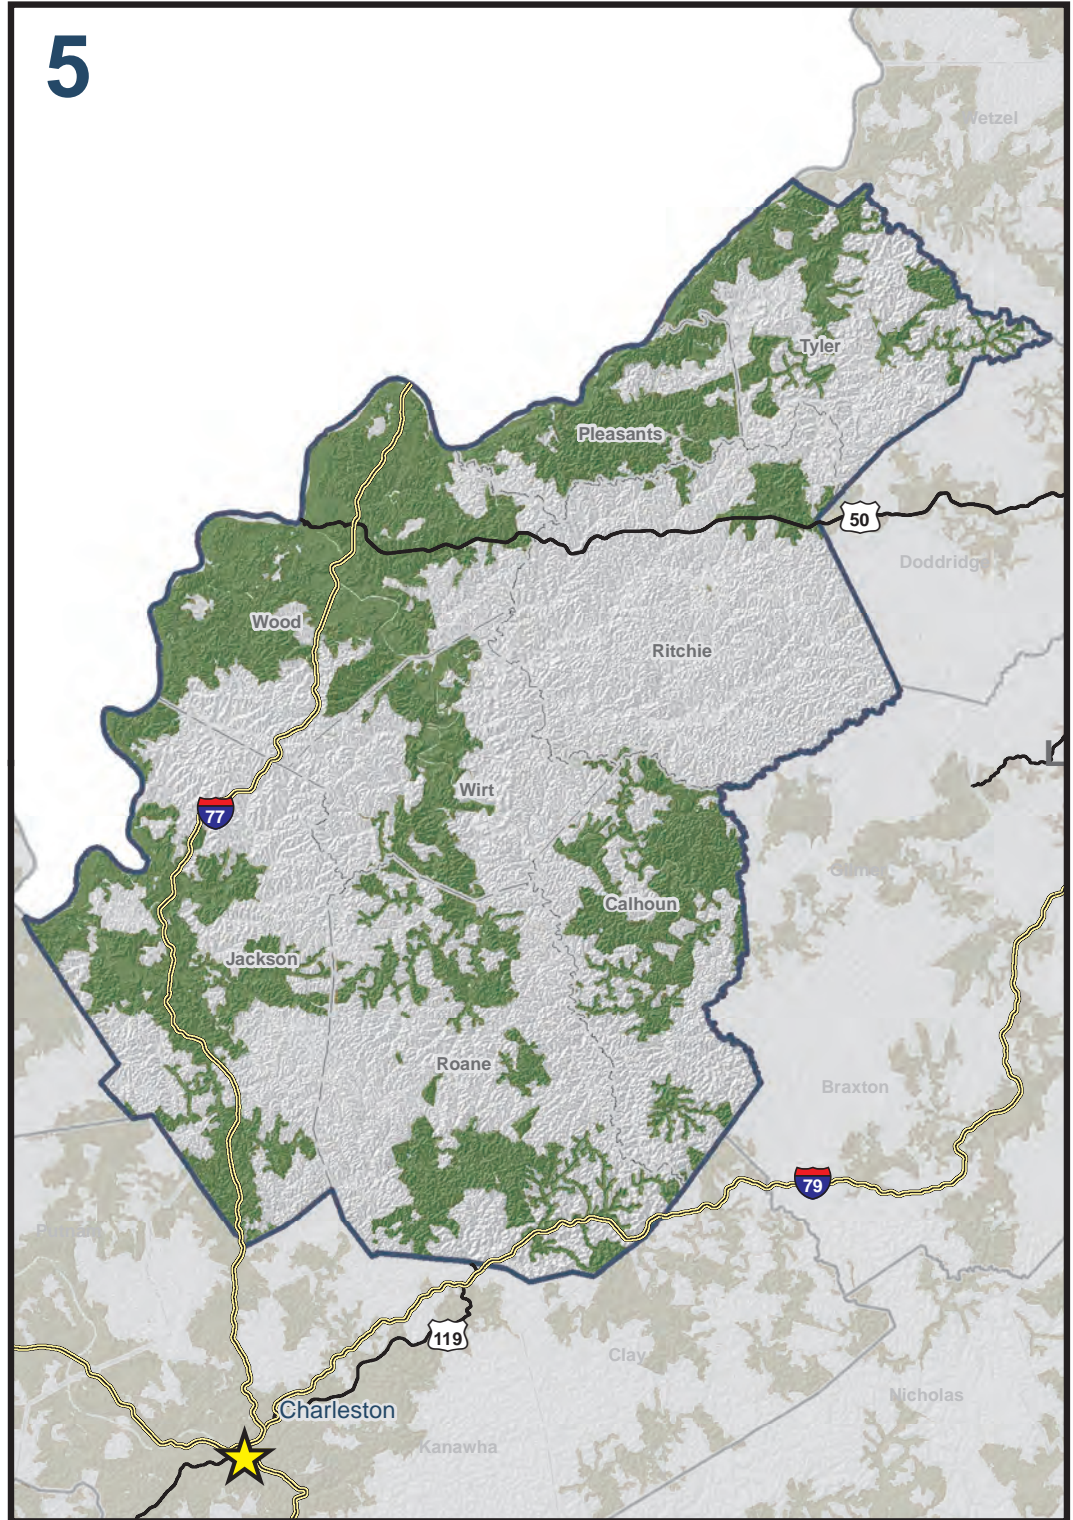 5
Wetzel
Tyler
Pleasants
50
Doddridge
Wood
Ritchie
L
Wirt
77
Calhoun
Jackson
Roane
Braxton
79
119
Clay
Nicholas
Charleston
Kanawha